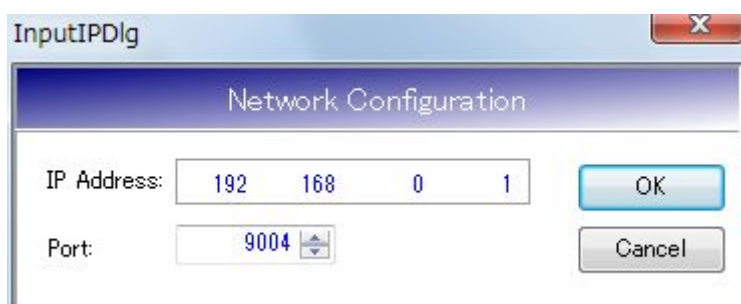 InputIPDlg
Network Configuration
IP Address: 192 168 0 1
OK
Port: 9004
Cancel